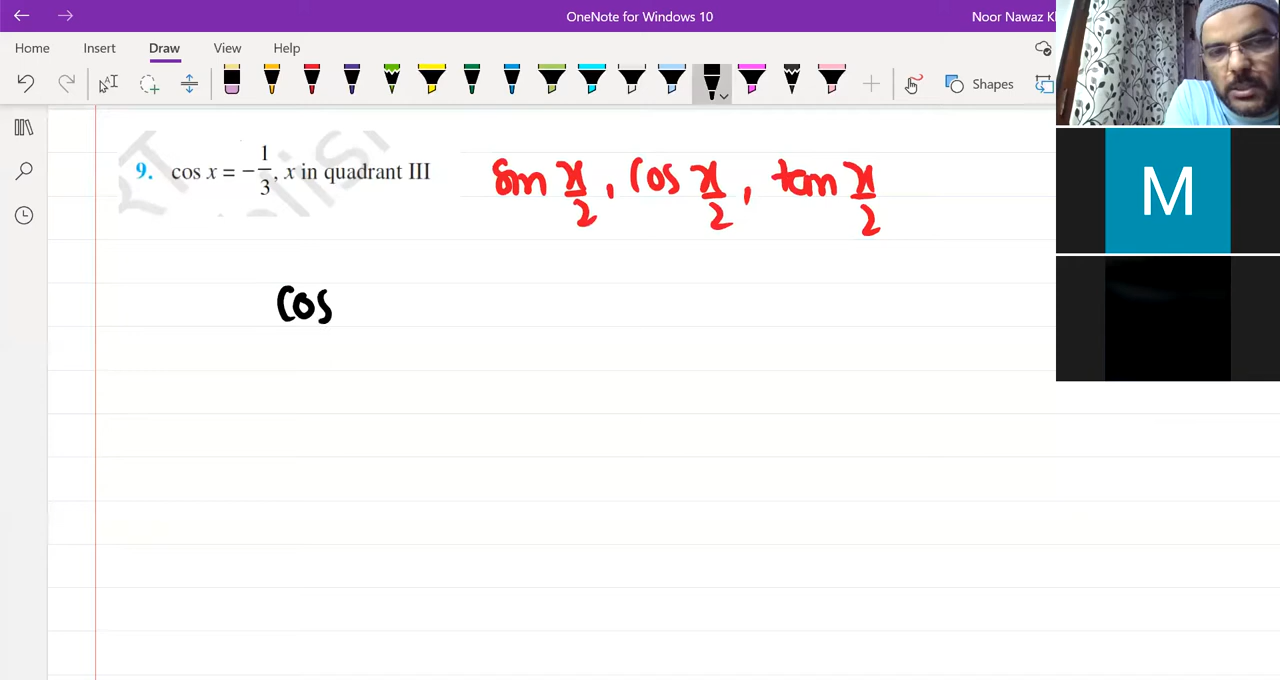 OneNote for Windows 10
Noor Nawaz Kh
Home Insert Draw View Help
Shapes
9. cos x = -1/3, x in quadrant III
sin x/2, cos x/2, tan x/2
cos
M